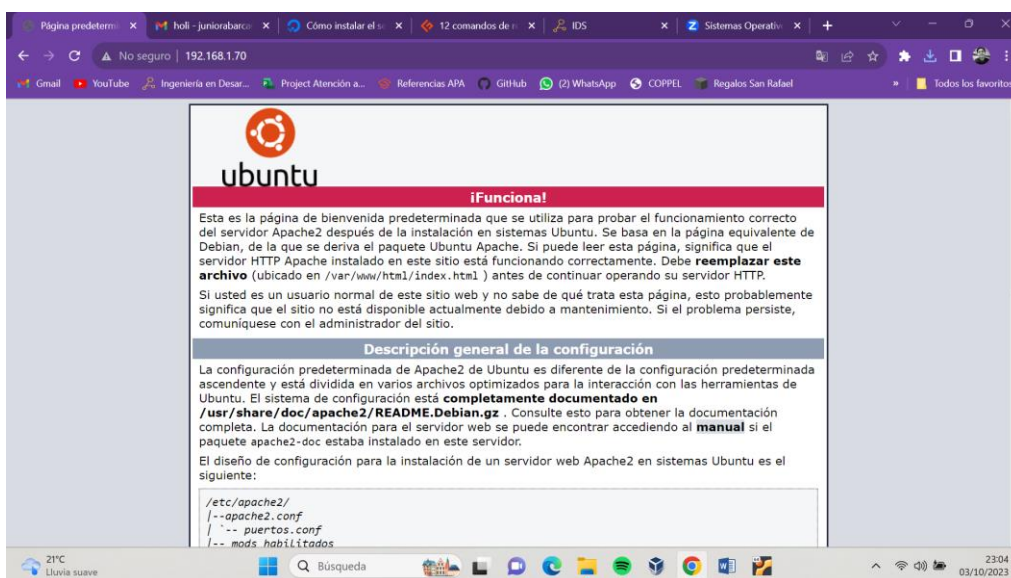 Página predetermi
holi - juniorabarca
Cómo instalar el se
12 comandos de n
IDS
Sistemas Operativ
No seguro | 192.168.1.70
Gmail YouTube Ingeniería en Desar... Project Atención a... Referencias APA GitHub (2) WhatsApp COPPEL Regalos San Rafael » Todos los favoritos
ubuntu
¡Funciona!
Esta es la página de bienvenida predeterminada que se utiliza para probar el funcionamiento correcto
del servidor Apache2 después de la instalación en sistemas Ubuntu. Se basa en la página equivalente de
Debian, de la que se deriva el paquete Ubuntu Apache. Si puede leer esta página, significa que el
servidor HTTP Apache instalado en este sitio está funcionando correctamente. Debe reemplazar este
archivo (ubicado en /var/www/html/index.html ) antes de continuar operando su servidor HTTP.
Si usted es un usuario normal de este sitio web y no sabe de qué trata esta página, esto probablemente
significa que el sitio no está disponible actualmente debido a mantenimiento. Si el problema persiste,
comuníquese con el administrador del sitio.
Descripción general de la configuración
La configuración predeterminada de Apache2 de Ubuntu es diferente de la configuración predeterminada
ascendente y está dividida en varios archivos optimizados para la interacción con las herramientas de
Ubuntu. El sistema de configuración está completamente documentado en
/usr/share/doc/apache2/README.Debian.gz . Consulte esto para obtener la documentación
completa. La documentación para el servidor web se puede encontrar accediendo al manual si el
paquete apache2-doc estaba instalado en este servidor.
El diseño de configuración para la instalación de un servidor web Apache2 en sistemas Ubuntu es el
siguiente:
/etc/apache2/
|--apache2.conf
| `-- puertos.conf
|-- mods habilitados
21°C
Lluvia suave
Búsqueda
23:04
03/10/2023